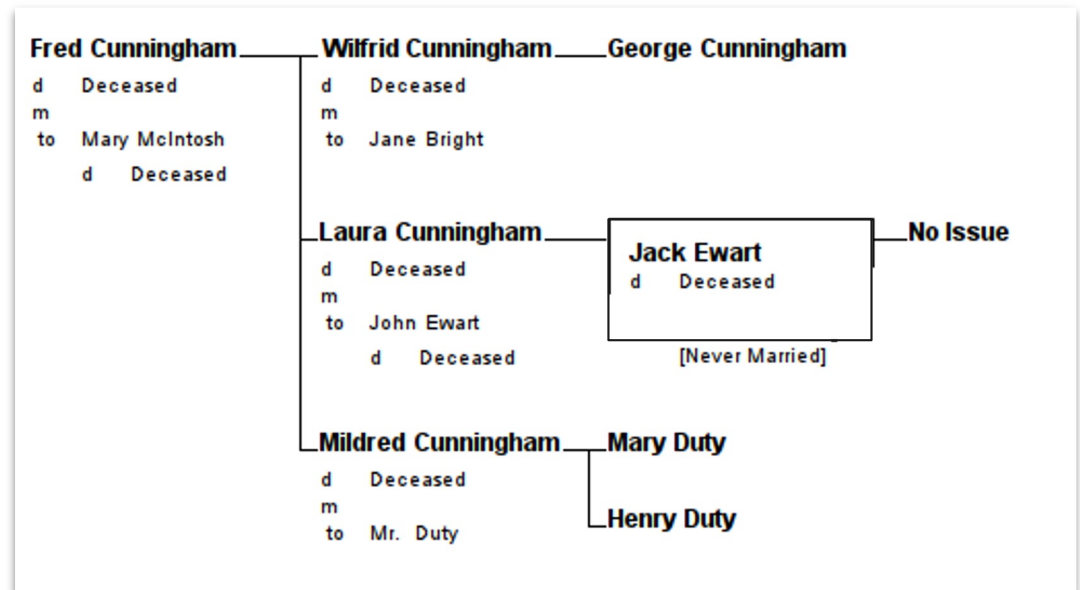 Fred Cunningham Wilfrid Cunningham George Cunningham
d Deceased d Deceased
m m
to Mary McIntosh to Jane Bright
d Deceased
Laura Cunningham Jack Ewart No Issue
d Deceased d Deceased
m
to John Ewart
d Deceased [Never Married]
Mildred Cunningham Mary Duty
d Deceased
m Henry Duty
to Mr. Duty